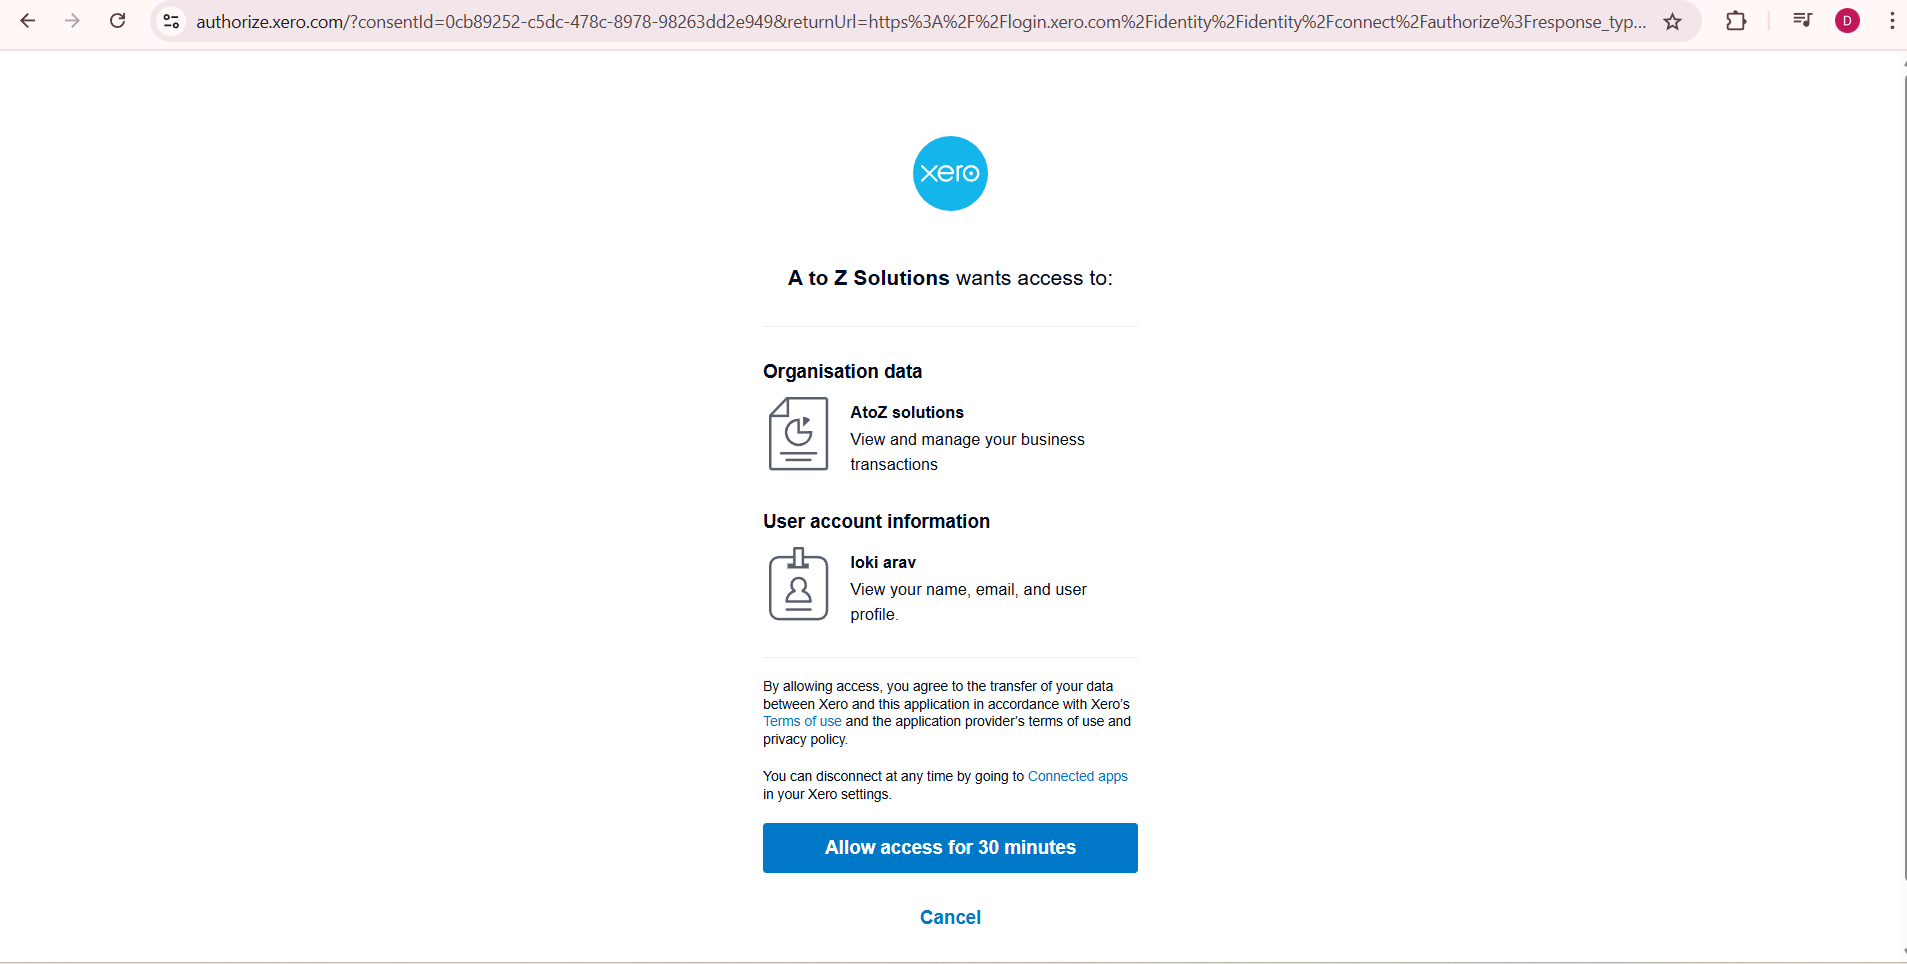 authorize.xero.com/?consentId=0cb89252-c5dc-478c-8978-98263dd2e949&returnUrl=https%3A%2F%2Flogin.xero.com%2Fidentity%2Fidentity%2Fconnect%2Fauthorize%3Fresponse_typ...
D
xero
A to Z Solutions wants access to:
Organisation data
AtoZ solutions
View and manage your business
transactions
User account information
loki arav
View your name, email, and user
profile.
By allowing access, you agree to the transfer of your data
between Xero and this application in accordance with Xero’s
Terms of use and the application provider’s terms of use and
privacy policy.
You can disconnect at any time by going to Connected apps
in your Xero settings.
Allow access for 30 minutes
Cancel